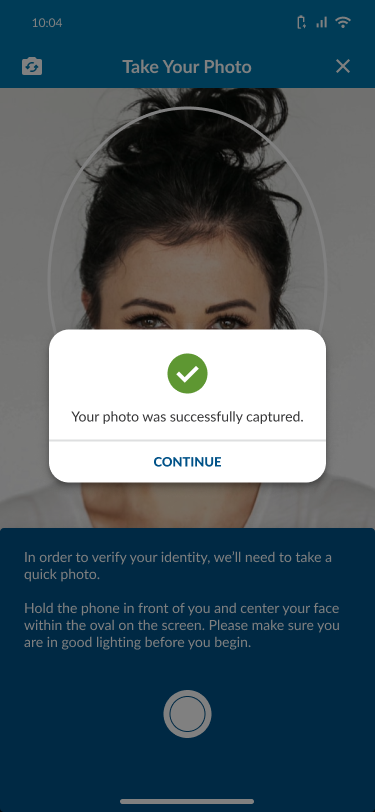 10:04
Take Your Photo
Your photo was successfully captured.
CONTINUE
In order to verify your identity, we'll need to take a
quick photo.
Hold the phone in front of you and center your face
within the oval on the screen. Please make sure you
are in good lighting before you begin.